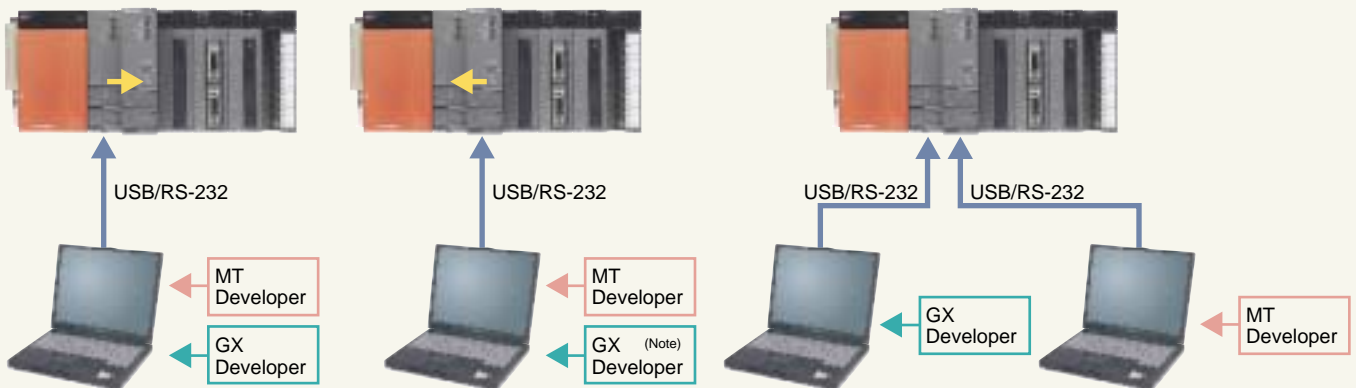 USB/RS-232
MT
Developer
GX
Developer
USB/RS-232
MT
Developer
GX (Note)
Developer
USB/RS-232
USB/RS-232
GX
Developer
MT
Developer